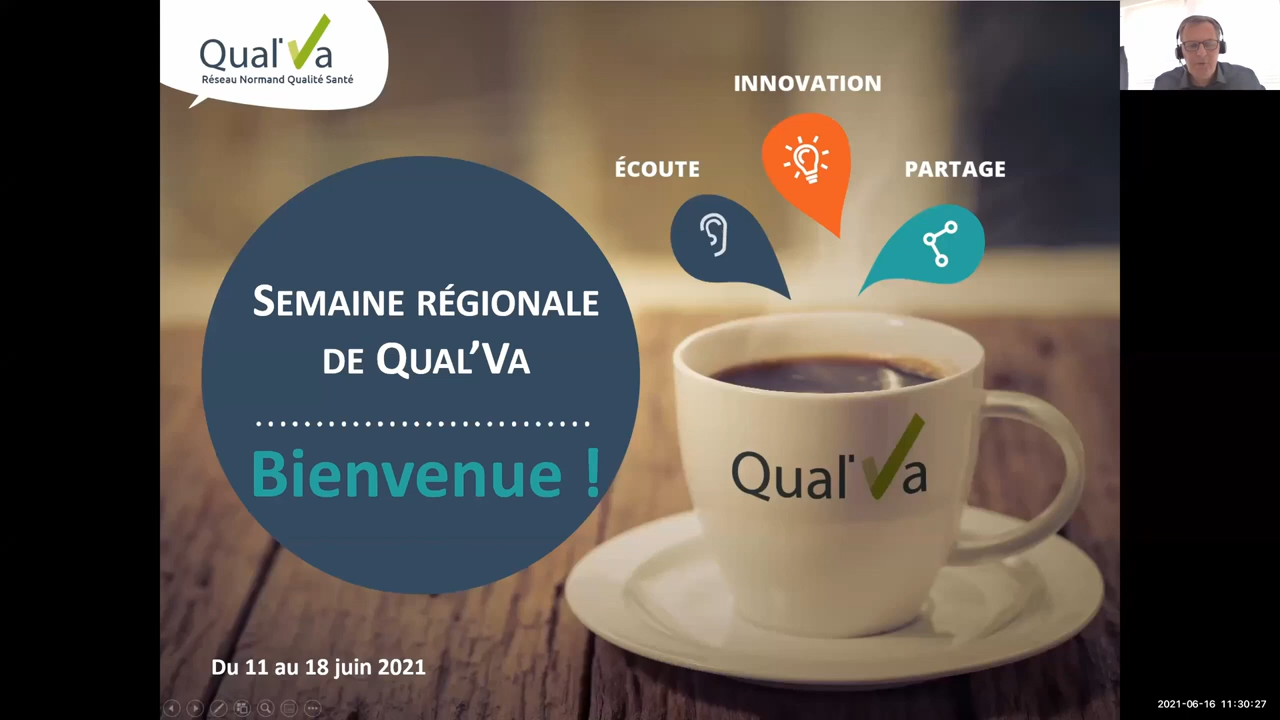 Qual'Va
Réseau Normand Qualité Santé
INNOVATION
ÉCOUTE
PARTAGE
SEMAINE RÉGIONALE
DE QUAL'VA
Bienvenue !
Qual'Va
Du 11 au 18 juin 2021
2021-06-16 11:30:27